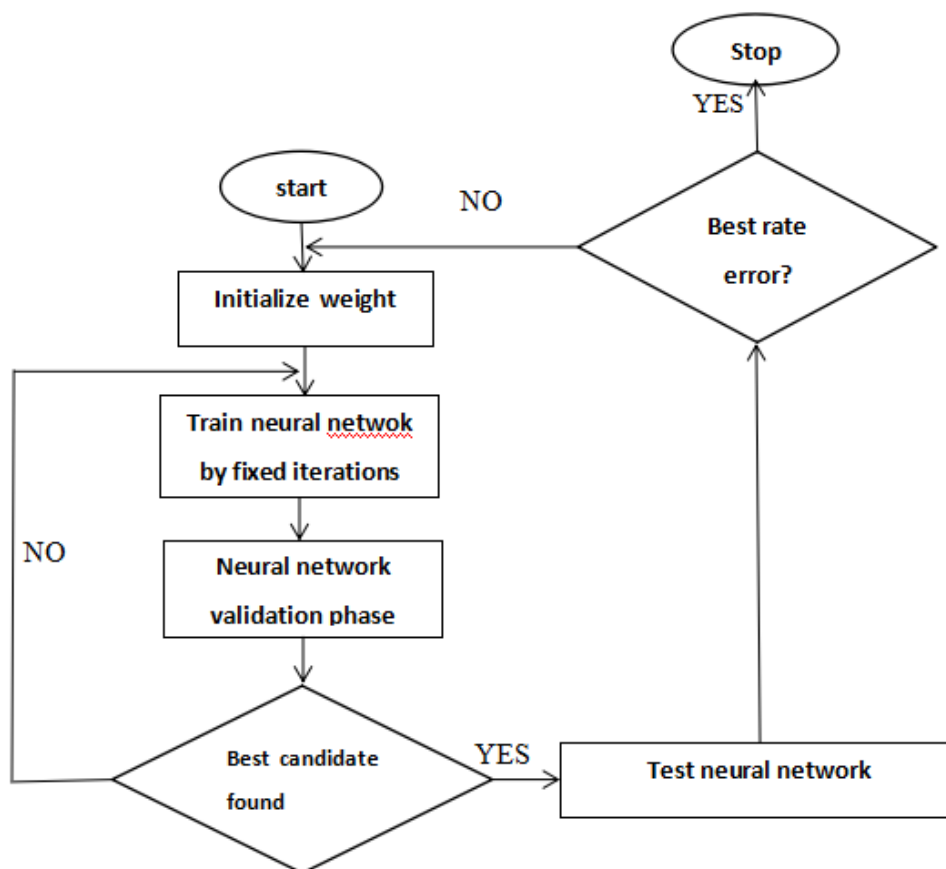 Stop
YES
start
NO
Best rate
error?
Initialize weight
Train neural netwok
by fixed iterations
NO
Neural network
validation phase
Best candidate
found
YES
Test neural network